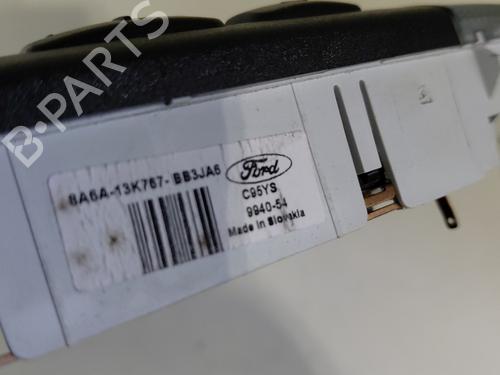 B-PARTS
8A6A-13K767- BB3JA6
Ford
C95YS
9940-54
Made in Slovakia